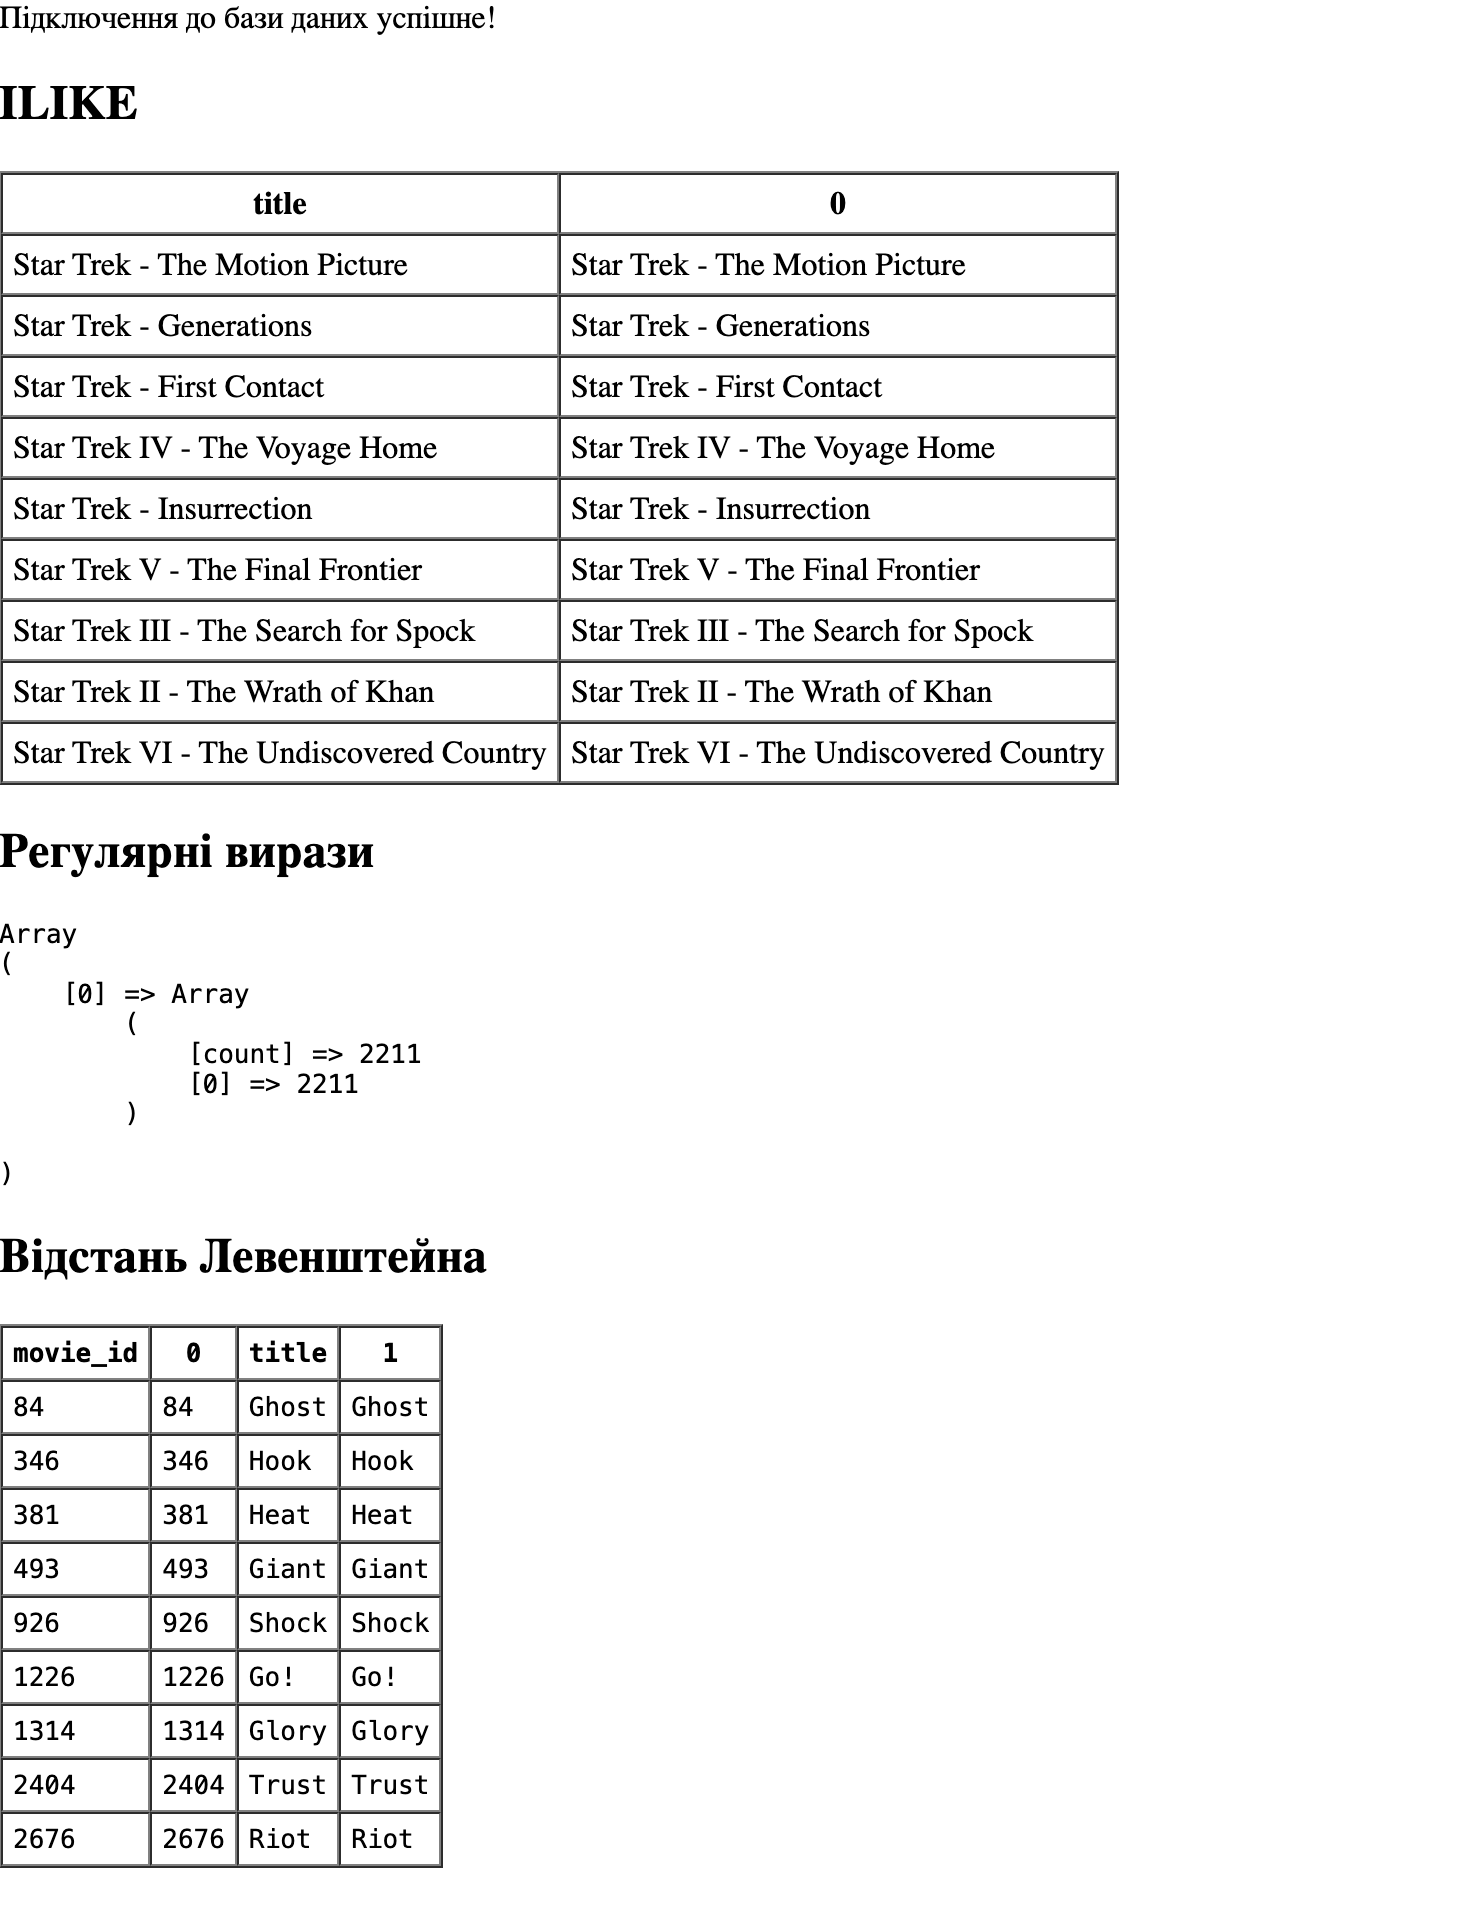 Підключення до бази даних успішне!
ILIKE
title 0
Star Trek - The Motion Picture Star Trek - The Motion Picture
Star Trek - Generations Star Trek - Generations
Star Trek - First Contact Star Trek - First Contact
Star Trek IV - The Voyage Home Star Trek IV - The Voyage Home
Star Trek - Insurrection Star Trek - Insurrection
Star Trek V - The Final Frontier Star Trek V - The Final Frontier
Star Trek III - The Search for Spock Star Trek III - The Search for Spock
Star Trek II - The Wrath of Khan Star Trek II - The Wrath of Khan
Star Trek VI - The Undiscovered Country Star Trek VI - The Undiscovered Country
Регулярні вирази
Array
(
[0] => Array
(
[count] => 2211
[0] => 2211
)
)
Відстань Левенштейна
movie_id 0 title 1
84 84 Ghost Ghost
346 346 Hook Hook
381 381 Heat Heat
493 493 Giant Giant
926 926 Shock Shock
1226 1226 Go! Go!
1314 1314 Glory Glory
2404 2404 Trust Trust
2676 2676 Riot Riot